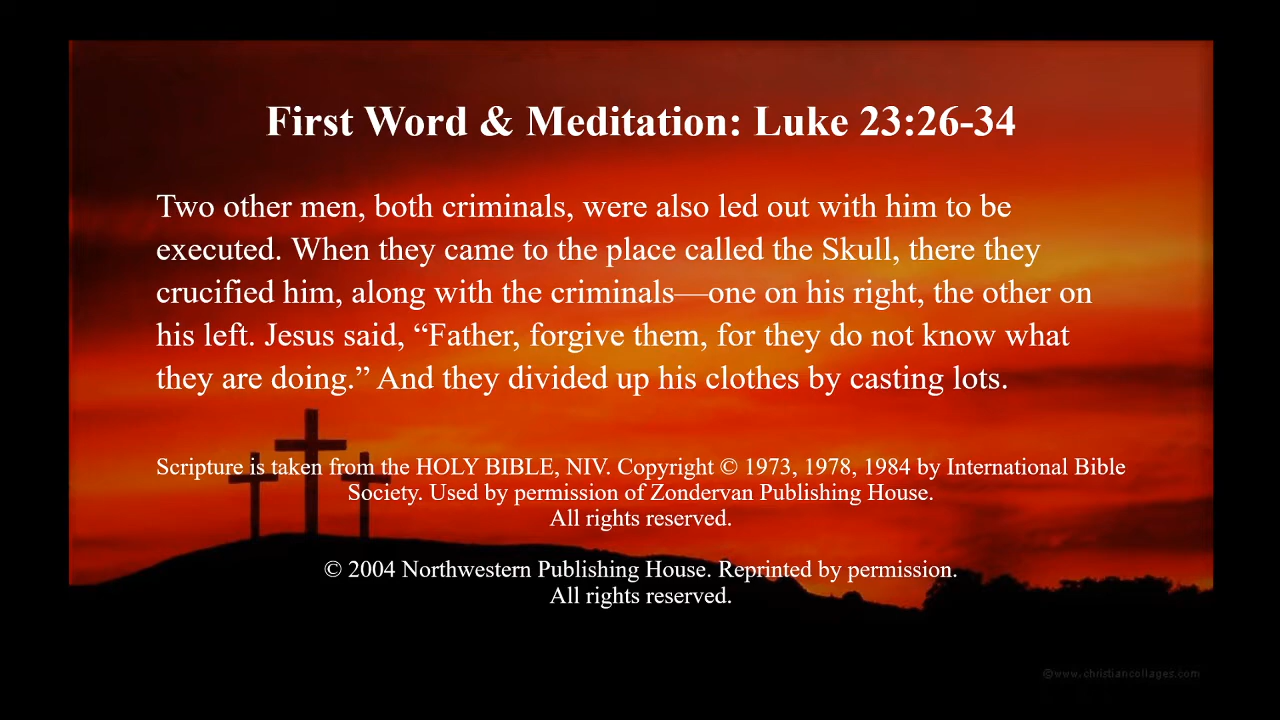 First Word & Meditation: Luke 23:26-34
Two other men, both criminals, were also led out with him to be
executed. When they came to the place called the Skull, there they
crucified him, along with the criminals—one on his right, the other on
his left. Jesus said, “Father, forgive them, for they do not know what
they are doing.” And they divided up his clothes by casting lots.
Scripture is taken from the HOLY BIBLE, NIV. Copyright © 1973, 1978, 1984 by International Bible
Society. Used by permission of Zondervan Publishing House.
All rights reserved.
© 2004 Northwestern Publishing House. Reprinted by permission.
All rights reserved.
©www.christiancollages.com